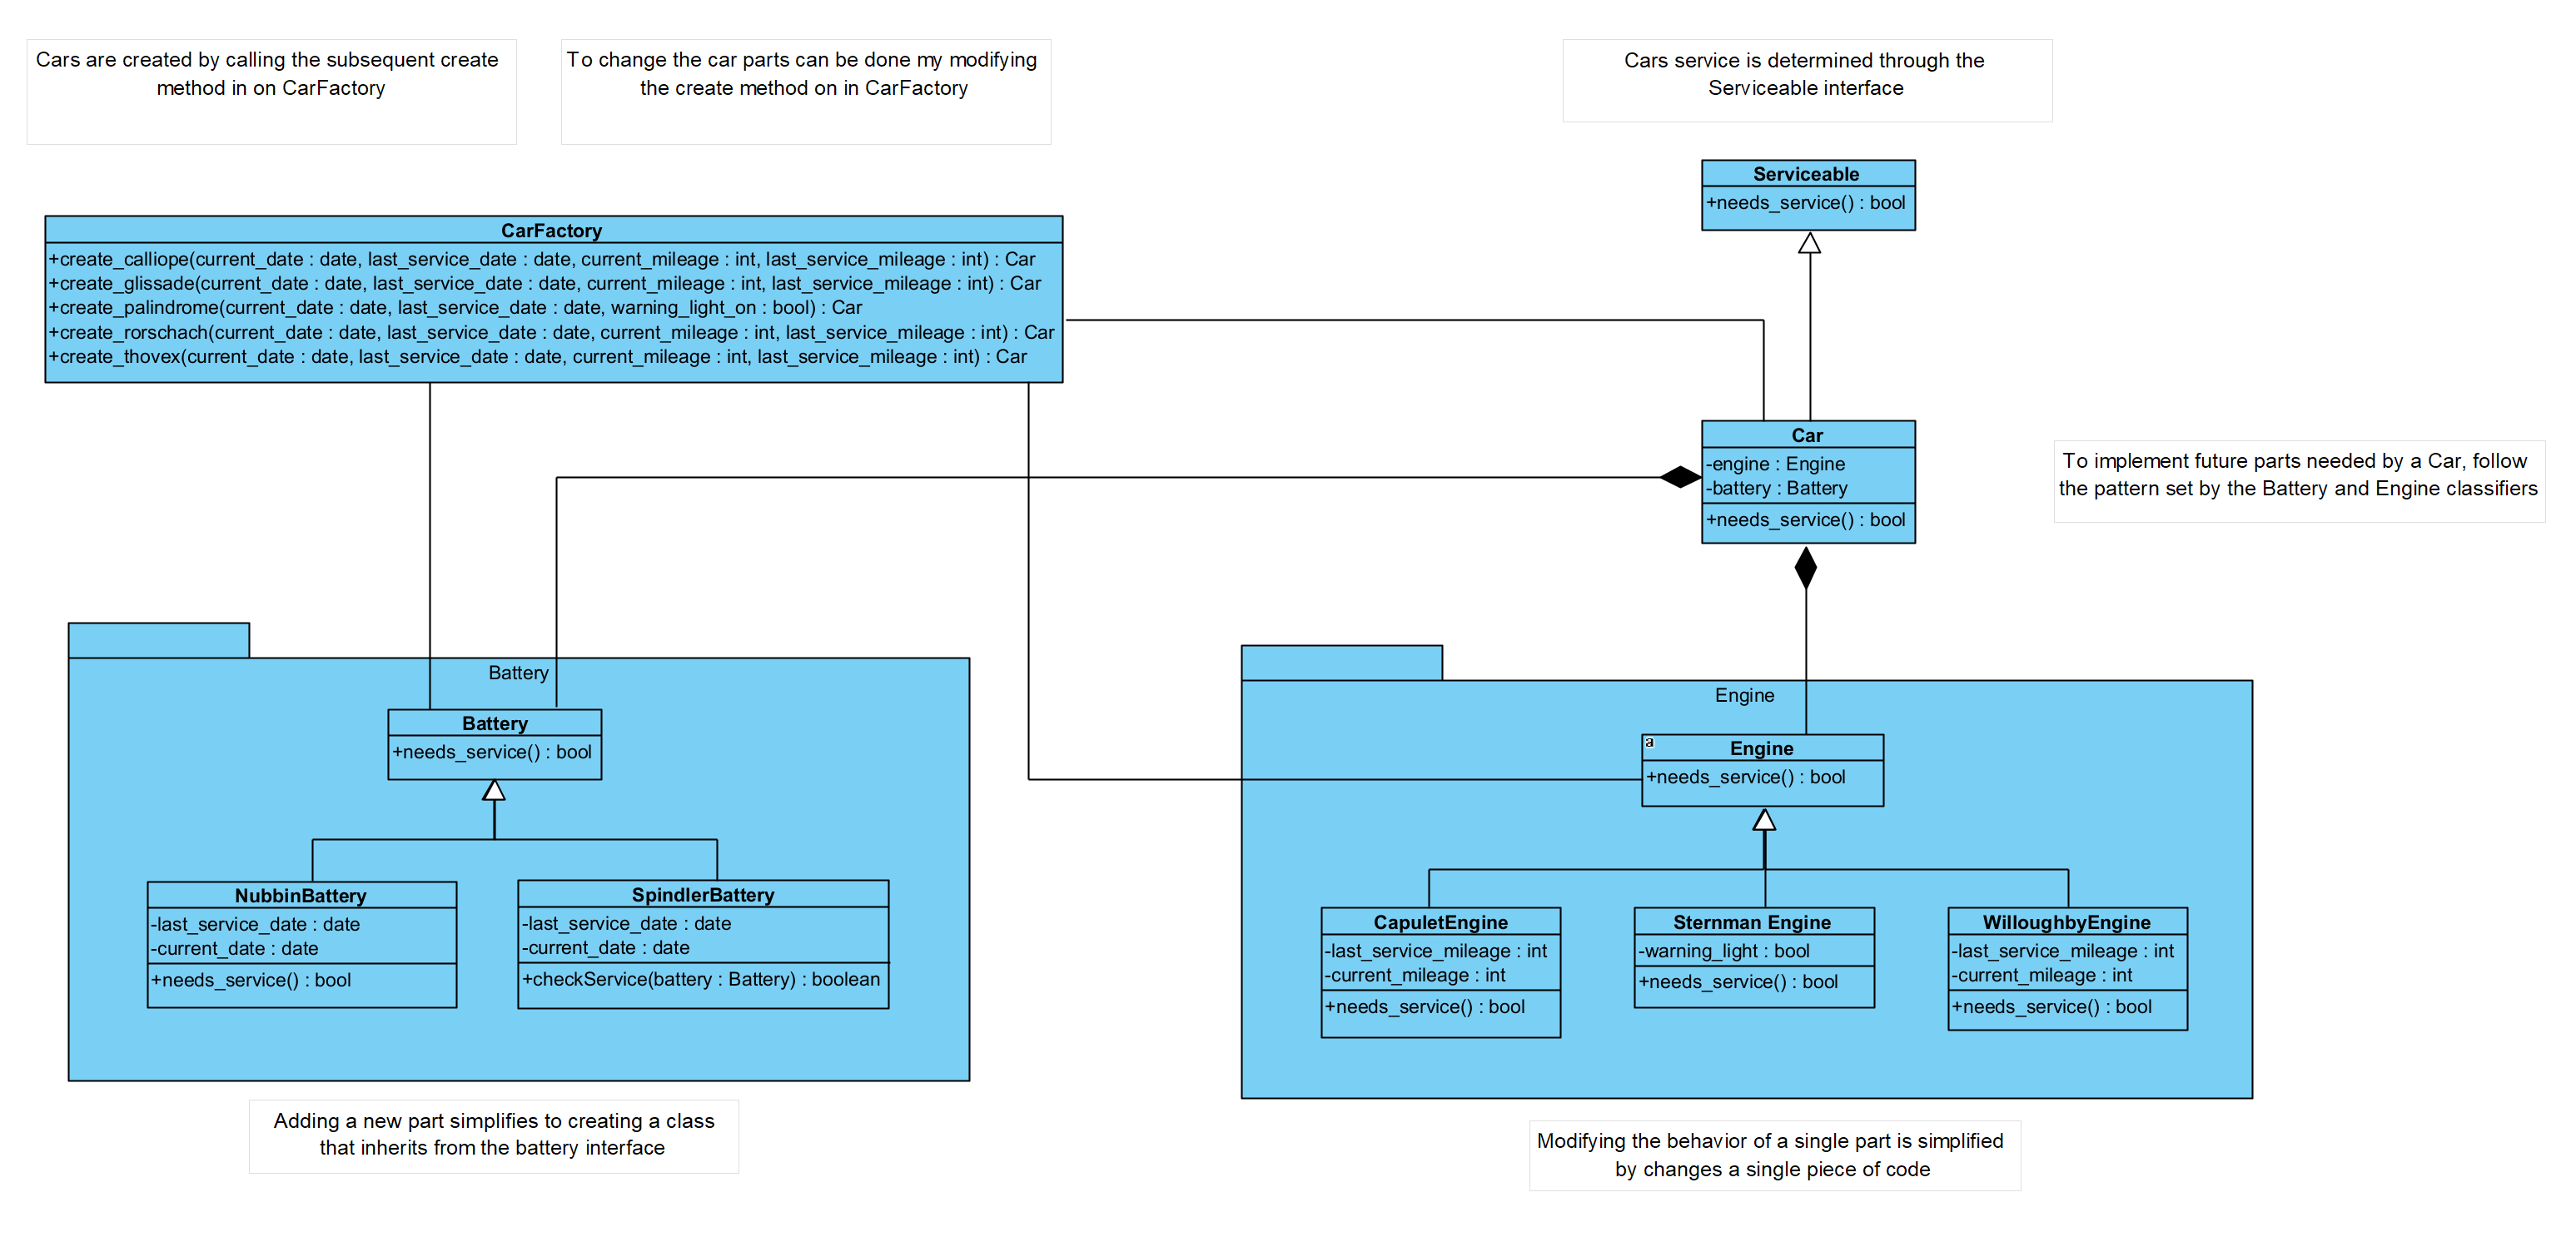 Cars are created by calling the subsequent create
method in on CarFactory
To change the car parts can be done my modifying
the create method on in CarFactory
Cars service is determined through the
Serviceable interface
Serviceable
+needs_service() : bool
CarFactory
+create_calliope(current_date : date, last_service_date : date, current_mileage : int, last_service_mileage : int) : Car
+create_glissade(current_date : date, last_service_date : date, current_mileage : int, last_service_mileage : int) : Car
+create_palindrome(current_date : date, last_service_date : date, warning_light_on : bool) : Car
+create_rorschach(current_date : date, last_service_date : date, current_mileage : int, last_service_mileage : int) : Car
+create_thovex(current_date : date, last_service_date : date, current_mileage : int, last_service_mileage : int) : Car
Car
-engine : Engine
-battery : Battery
+needs_service() : bool
To implement future parts needed by a Car, follow
the pattern set by the Battery and Engine classifiers
Battery
Battery
+needs_service() : bool
NubbinBattery
-last_service_date : date
-current_date : date
+needs_service() : bool
SpindlerBattery
-last_service_date : date
-current_date : date
+checkService(battery : Battery) : boolean
Engine
a
Engine
+needs_service() : bool
CapuletEngine
-last_service_mileage : int
-current_mileage : int
+needs_service() : bool
Sternman Engine
-warning_light : bool
+needs_service() : bool
WilloughbyEngine
-last_service_mileage : int
-current_mileage : int
+needs_service() : bool
Adding a new part simplifies to creating a class
that inherits from the battery interface
Modifying the behavior of a single part is simplified
by changes a single piece of code